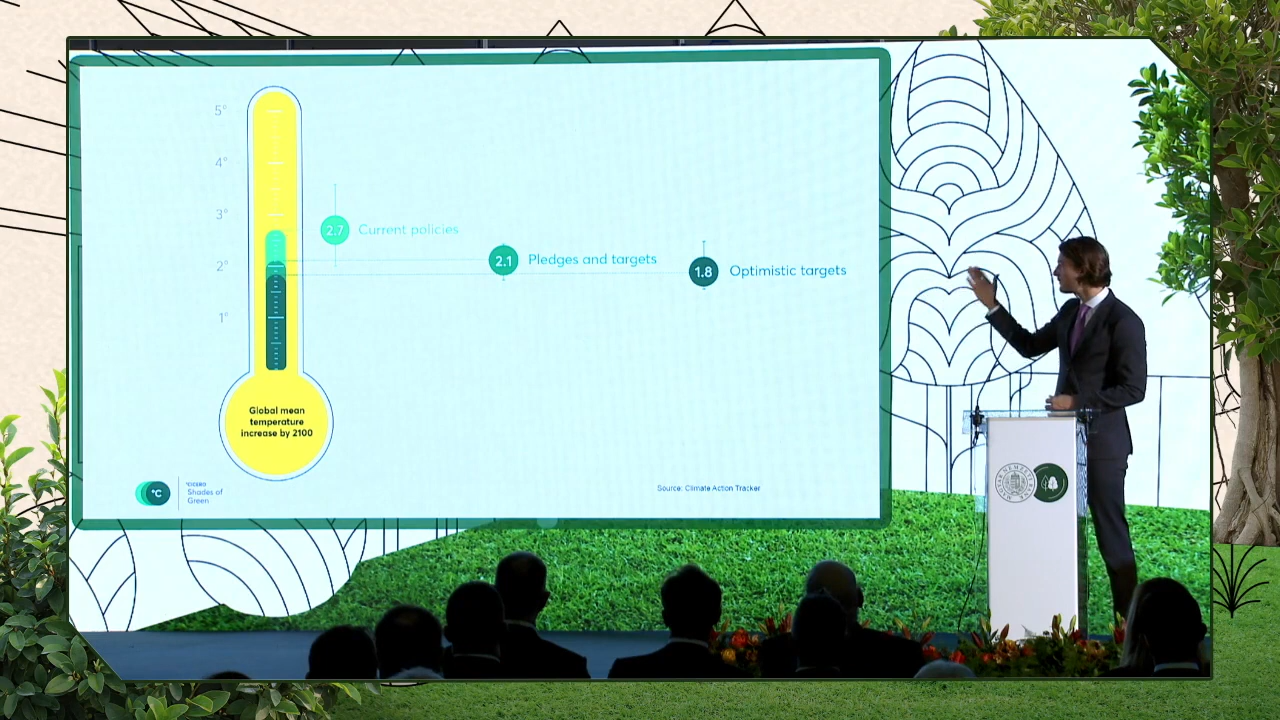 5°
4°
3°
2°
1°
2.7 Current policies
2.1 Pledges and targets
1.8 Optimistic targets
Global mean
temperature
increase by 2100
°C
Shades of
Green
Source: Climate Action Tracker